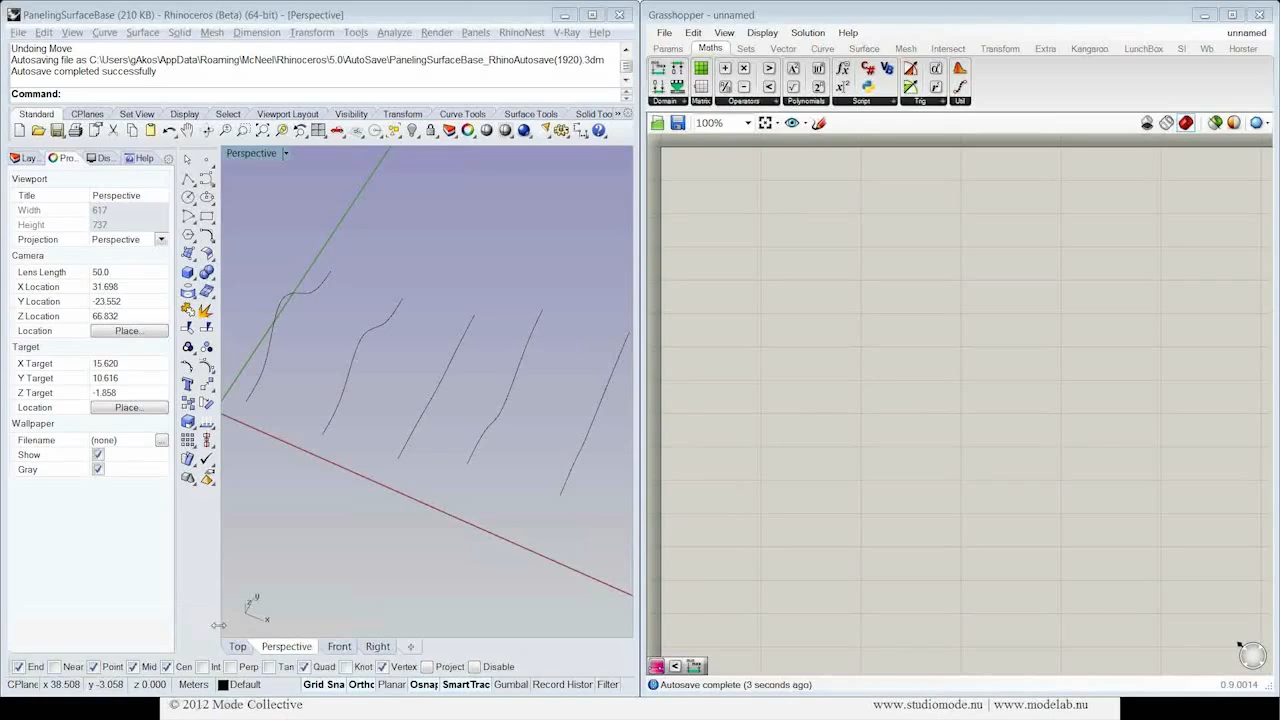 PanelingSurfaceBase (210 KB) - Rhinoceros (Beta) (64-bit) - [Perspective]
File Edit View Curve Surface Solid Mesh Dimension Transform Tools Analyze Render Panels RhinoNest V-Ray Help
Undoing Move
Autosaving file as C:\Users\gAkos\AppData\Roaming\McNeel\Rhinoceros\5.0\AutoSave\PanelingSurfaceBase_RhinoAutosave(1920).3dm
Autosave completed successfully
Command:
Standard CPlanes Set View Display Select Viewport Layout Visibility Transform Curve Tools Surface Tools Solid Too »
Lay... Pro... Dis... Help
Viewport
Title Perspective
Width 617
Height 737
Projection Perspective
Camera
Lens Length 50.0
X Location 31.698
Y Location -23.552
Z Location 66.832
Location Place...
Target
X Target 15.620
Y Target 10.616
Z Target -1.858
Location Place...
Wallpaper
Filename (none) ...
Show
Gray
Perspective
z y
x
Top Perspective Front Right
End Near Point Mid Cen Int Perp Tan Quad Knot Vertex Project Disable
CPlane x 38.508 y -3.058 z 0.000 Meters Default Grid Sna Ortho Planar Osnap SmartTrac Gumbal Record Histor Filter
Grasshopper - unnamed
File Edit View Display Solution Help unnamed
Params Maths Sets Vector Curve Surface Mesh Intersect Transform Extra Kangaroo LunchBox SI Wb Horster
Domain Matrix Operators Polynomials Script Trig Util
100%
Autosave complete (3 seconds ago) 0.9.0014
© 2012 Mode Collective www.studiomode.nu | www.modelab.nu